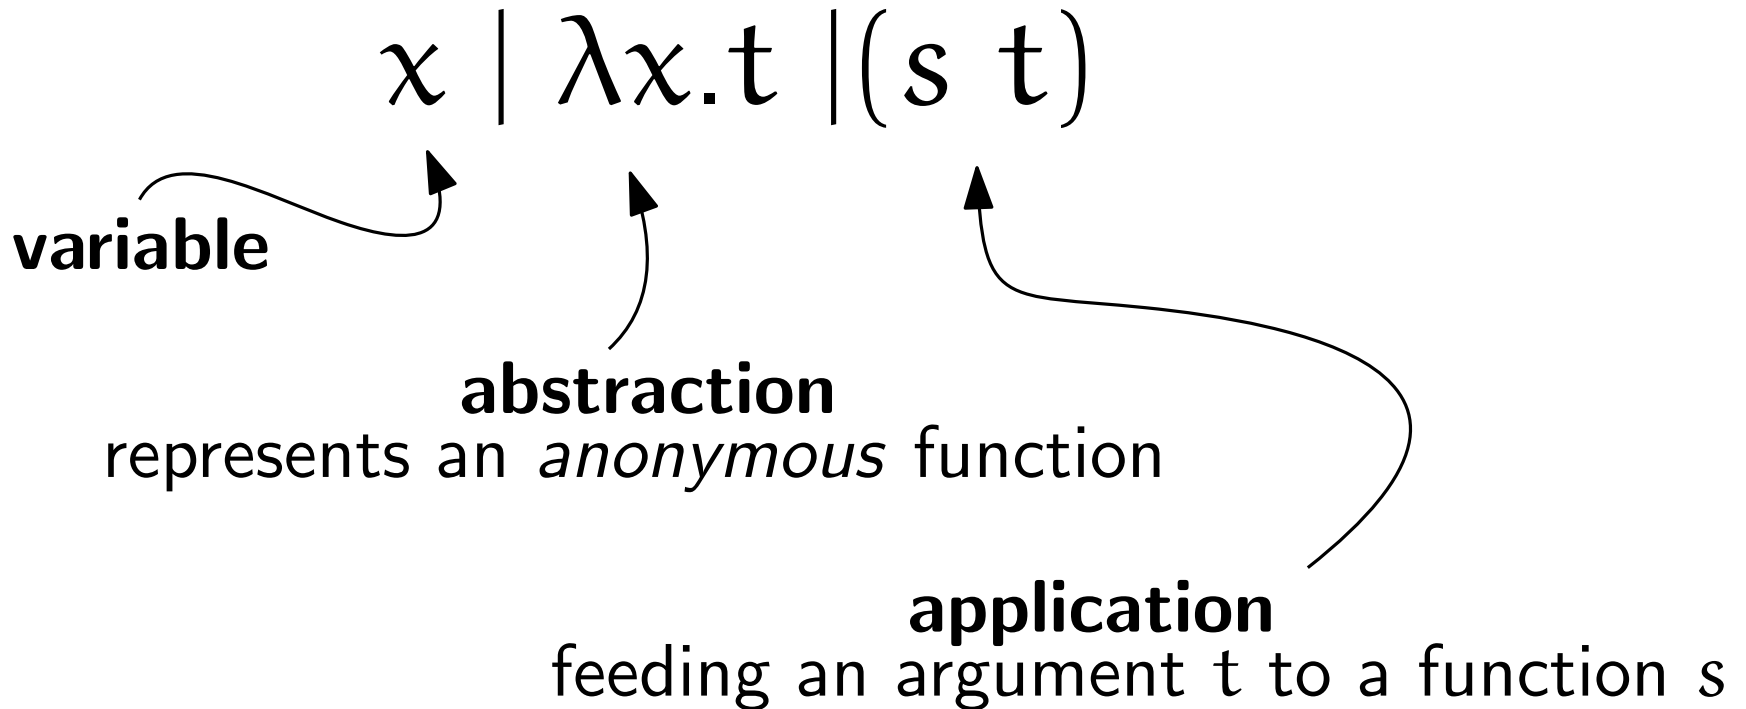 x | λx.t |(s t)
variable
abstraction
represents an anonymous function
application
feeding an argument t to a function s